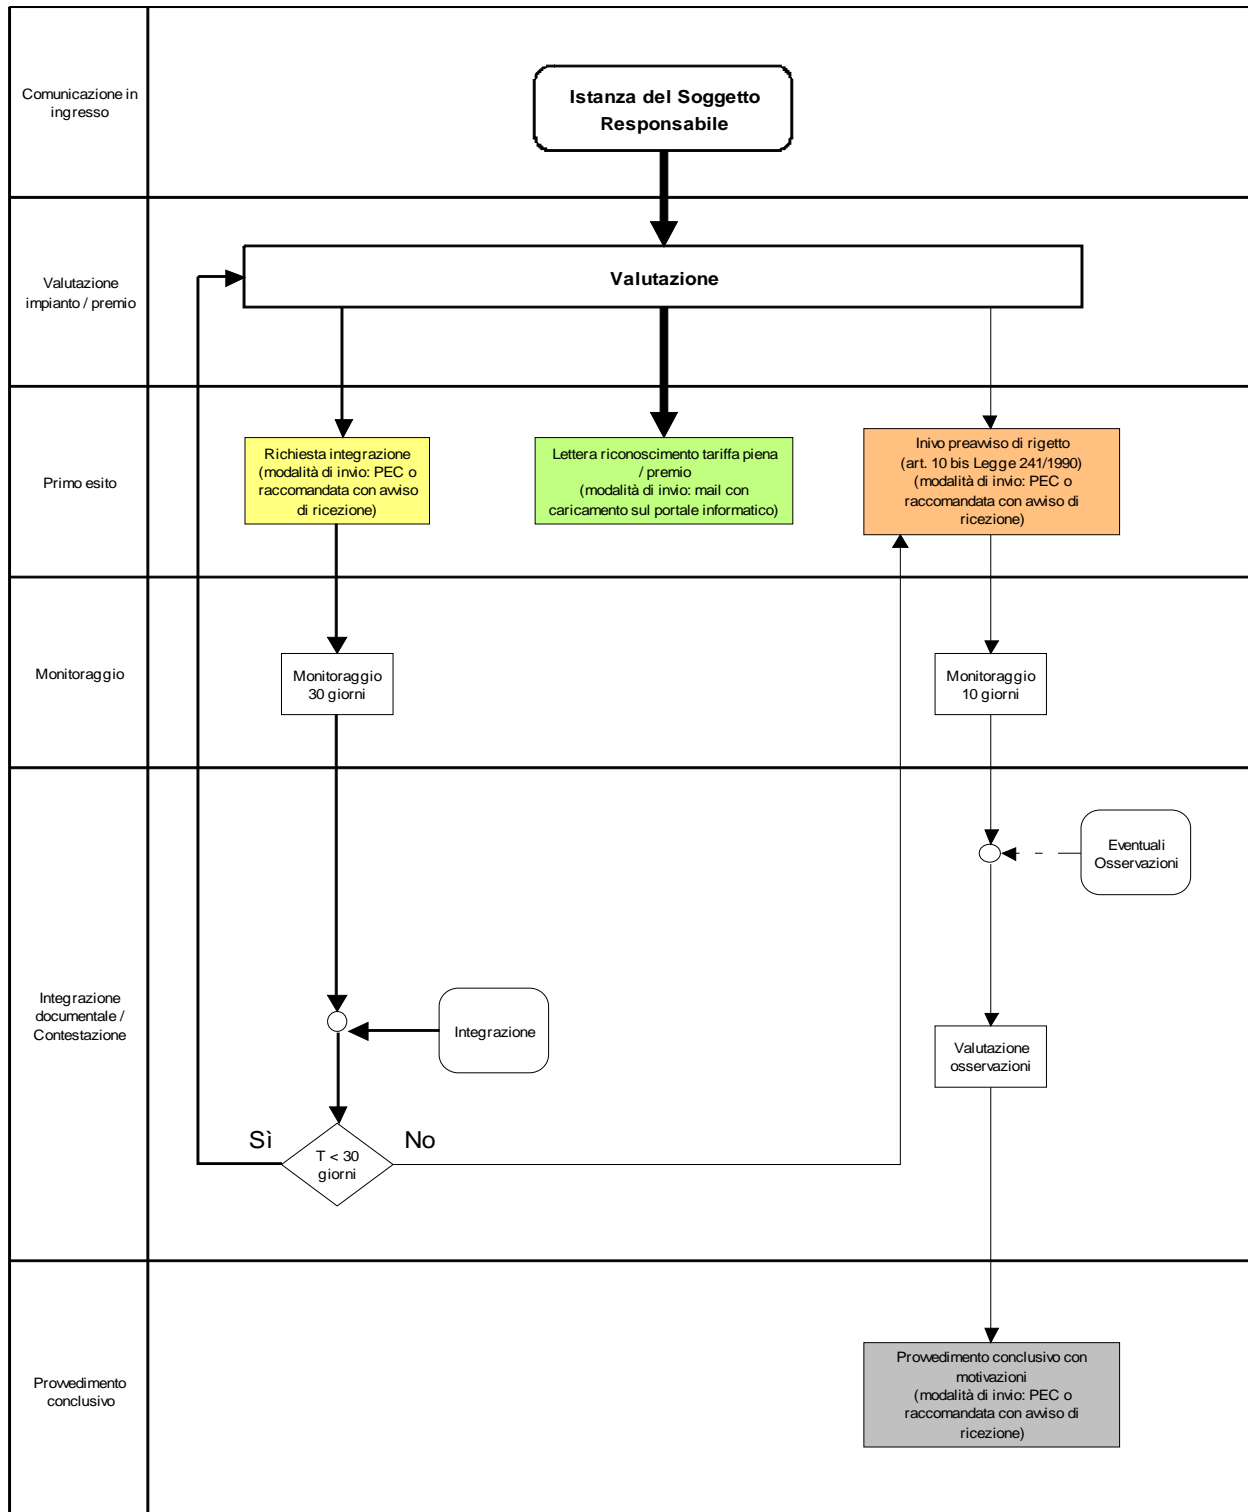 Comunicazione in
ingresso
Istanza del Soggetto
Responsabile
Valutazione
impianto / premio
Valutazione
Primo esito
Richiesta integrazione
(modalità di invio: PEC o
raccomandata con avviso
di ricezione)
Lettera riconoscimento tariffa piena
/ premio
(modalità di invio: mail con
caricamento sul portale informatico)
Inivo preavviso di rigetto
(art. 10 bis Legge 241/1990)
(modalità di invio: PEC o
raccomandata con avviso di
ricezione)
Monitoraggio
Monitoraggio
30 giorni
Monitoraggio
10 giorni
Integrazione
documentale /
Contestazione
Eventuali
Osservazioni
Integrazione
Valutazione
osservazioni
Sì
No
T < 30
giorni
Provvedimento
conclusivo
Provvedimento conclusivo con
motivazioni
(modalità di invio: PEC o
raccomandata con avviso di
ricezione)